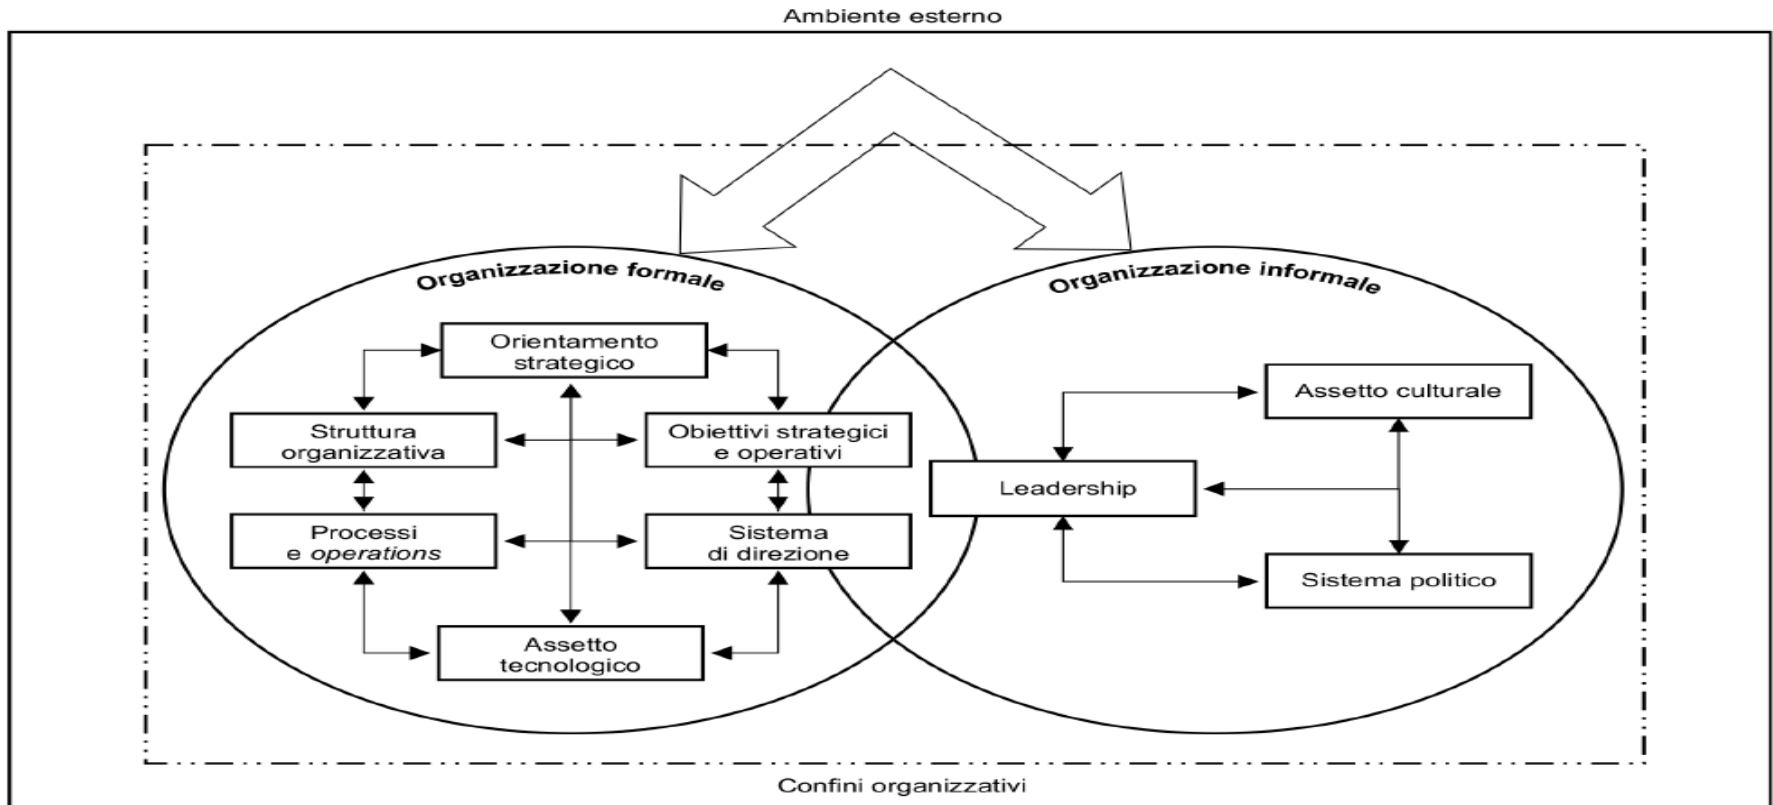 Ambiente esterno
Organizzazione formale
Organizzazione informale
Orientamento
strategico
Struttura
organizzativa
Obiettivi strategici
e operativi
Processi
e operations
Sistema
di direzione
Assetto
tecnologico
Assetto culturale
Leadership
Sistema politico
Confini organizzativi